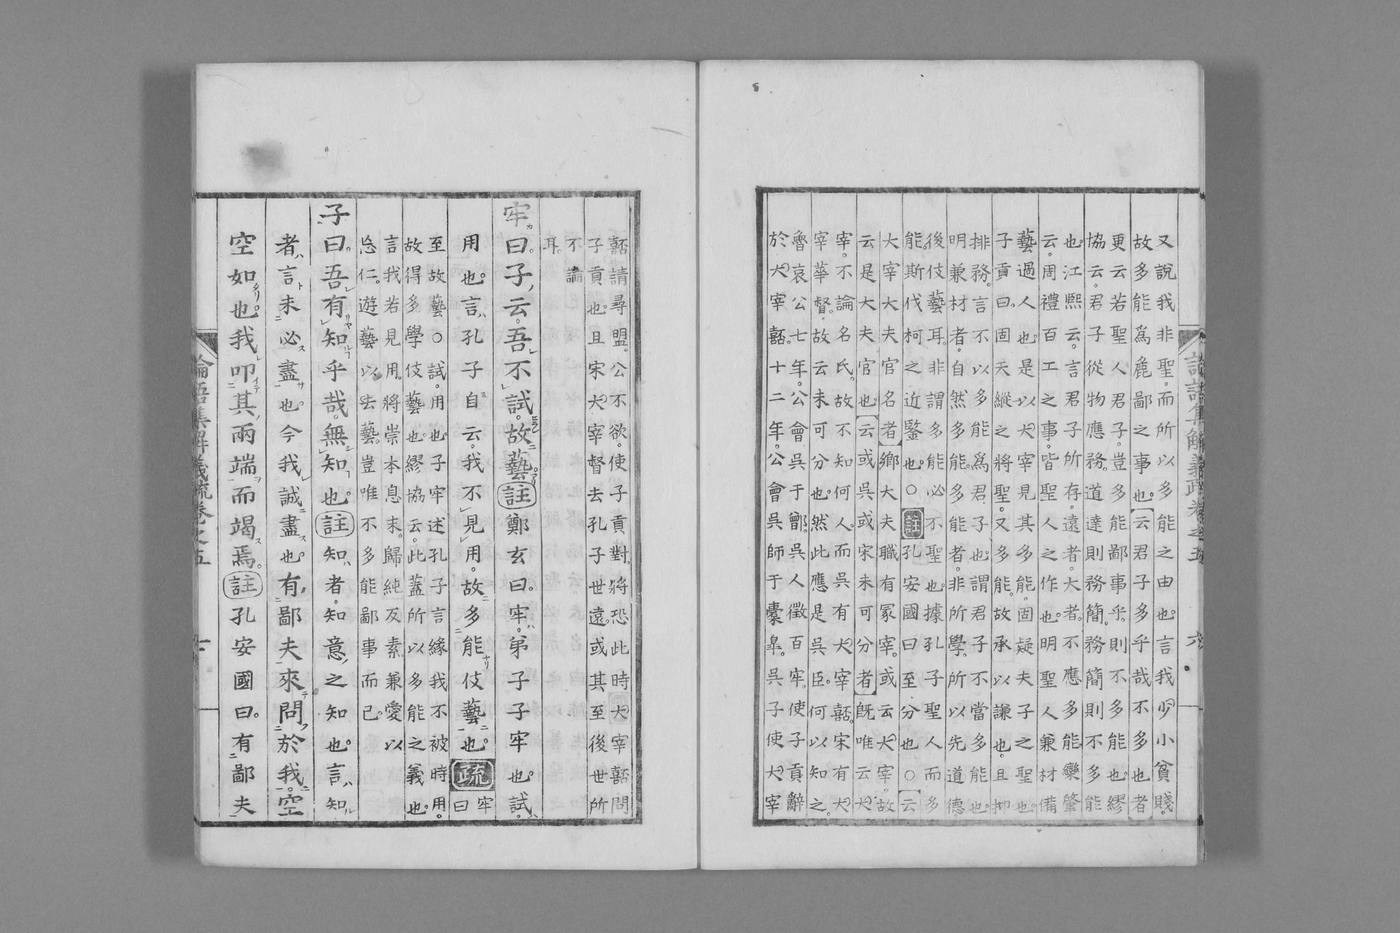 又說我非聖而所以多能之由也言我少小貧賤
故多能爲麁鄙之事也云君子多乎哉不多也者
更云若聖人君子豈多能鄙事乎則不多能也繆
協云君子從物應務道達則務簡務簡則不多能
也江熈云言君子所存遠者大者不應多能欒肇
云周禮百工之事皆聖人之作也明聖人兼材備
藝過人也是以太宰見其多能固疑夫子之聖也
子貢曰固天縱之將聖又多能故承以謙也且抑
排務言不以多能爲君子也謂君子不當多能也
明兼材者自然多能多能者非所學所以先道德
後伎藝耳非謂多能必不聖也據孔子聖人而多
能斯伐柯之近鑒也○註孔安國曰至分也○云
大宰大夫官名者鄉大夫職有冢宰或云大宰故
云是大夫官也云或吳或宋未可分者旣唯云大
宰不論名氏故不知何人而吳有大宰嚭宋有大
宰華督故云未可分也然此應是吳臣何以知之
魯哀公七年公會吳于鄫吳人徵百牢使子貢辭
於大宰嚭十二年公會吳師于槖皐吳子使大宰
嚭請尋盟公不欲使子貢對將恐此時大宰嚭問
子貢也且宋大宰督去孔子世遠或其至後世所
不論
耳
牢曰子云吾不試故藝註鄭玄曰牢弟子子牢也試
用也言孔子自云我不見用故多能伎藝也疏牢曰
至故藝○試用也子牢述孔子言緣我不被時用
故得多學伎藝也繆協云此蓋所以多能之義也
言我若見用將崇本息末歸純反素兼愛以
忘仁遊藝以去藝豈唯不多能鄙事而已
子曰吾有知乎哉無知也註知者知意之知也言知
者言未必盡也今我誠盡也有鄙夫來問於我空
空如也我叩其兩端而竭焉註孔安國曰有鄙夫
論語集解義疏卷之五